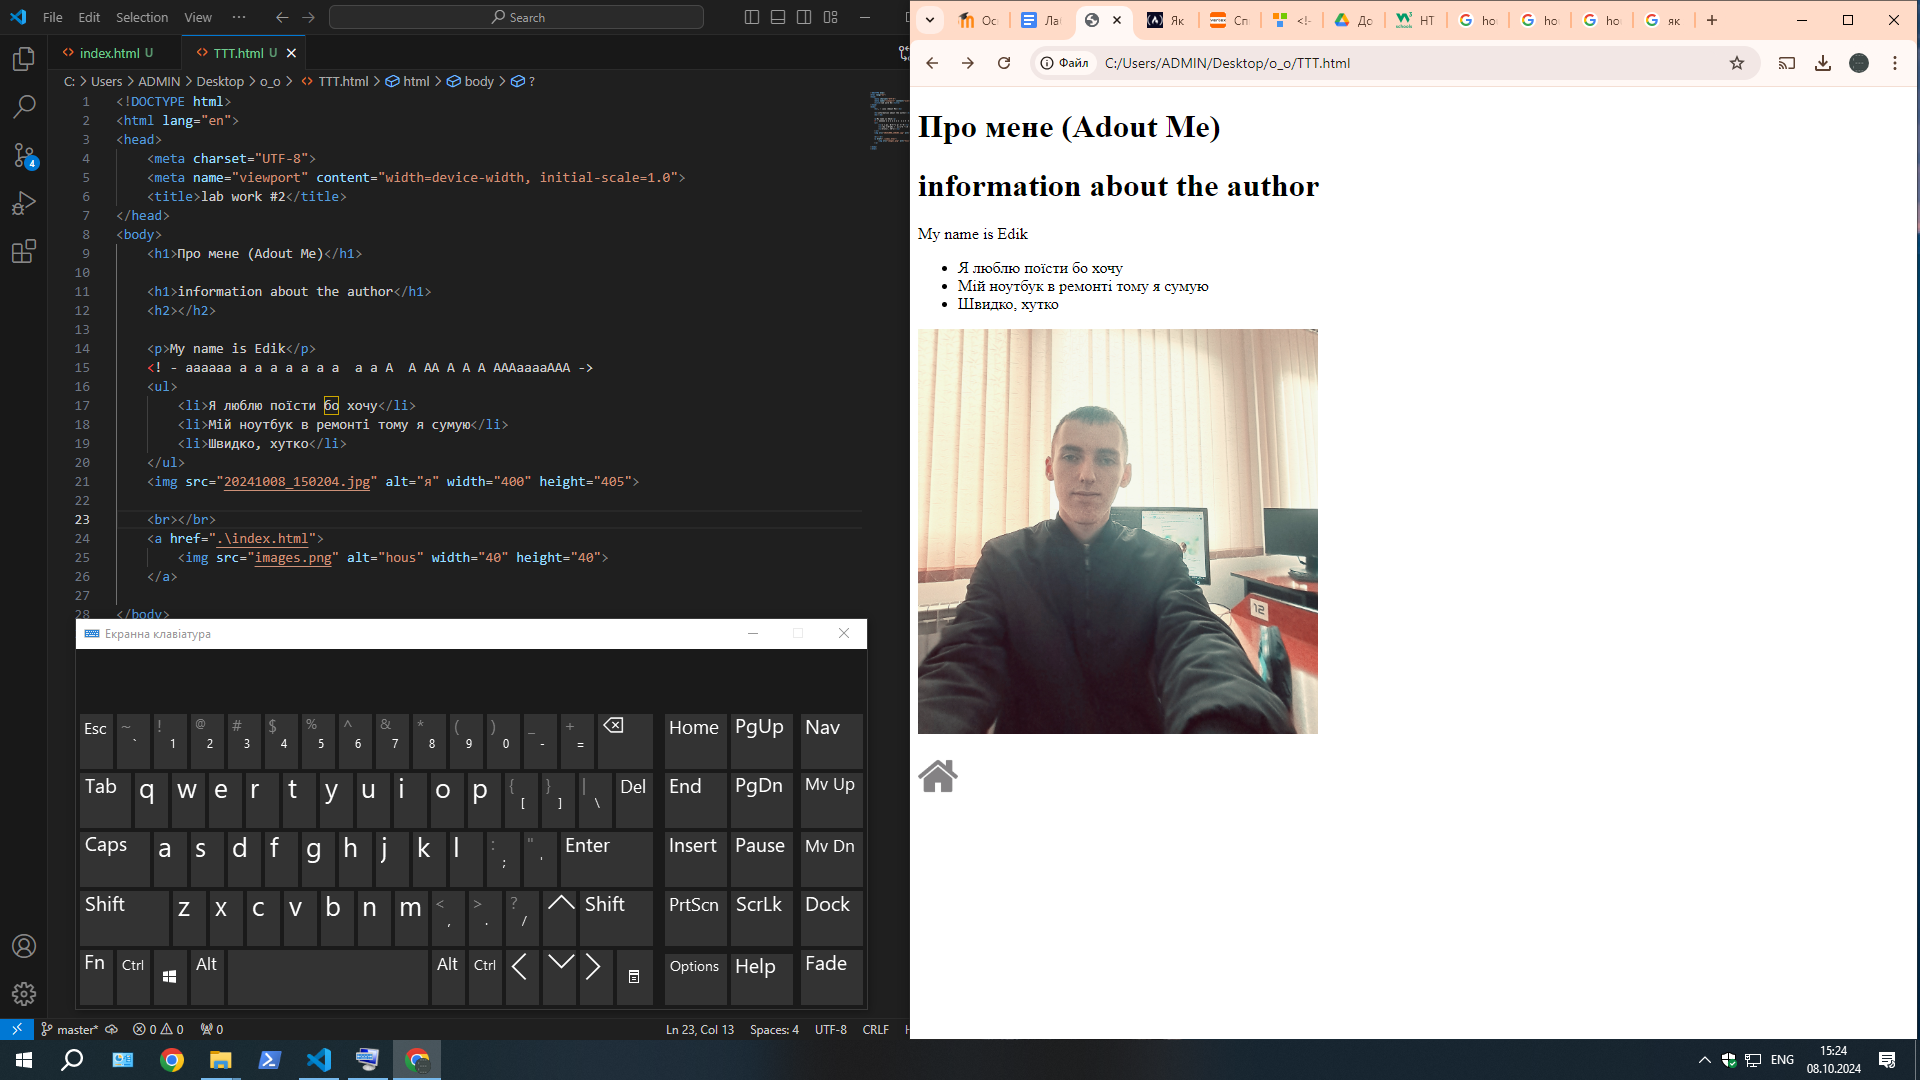 File Edit Selection View ··· Search
index.html U TTT.html U
C: > Users > ADMIN > Desktop > o_o > TTT.html > html > body > ?
1 <!DOCTYPE html>
2 <html lang="en">
3 <head>
4 <meta charset="UTF-8">
5 <meta name="viewport" content="width=device-width, initial-scale=1.0">
6 <title>lab work #2</title>
7 </head>
8 <body>
9 <h1>Про мене (Adout Me)</h1>
10
11 <h1>information about the author</h1>
12 <h2></h2>
13
14 <p>My name is Edik</p>
15 <! - аааааа а а а а а а а  а а А  А АА А А А АААааааААА ->
16 <ul>
17 <li>Я люблю поїсти бо хочу</li>
18 <li>Мій ноутбук в ремонті тому я сумую</li>
19 <li>Швидко, хутко</li>
20 </ul>
21 <img src="20241008_150204.jpg" alt="я" width="400" height="405">
22
23 <br></br>
24 <a href=".\index.html">
25 <img src="images.png" alt="hous" width="40" height="40">
26 </a>
27
28 </body>
Екранна клавіатура
Esc ~ ` ! 1 @ 2 # 3 $ 4 % 5 ^ 6 & 7 * 8 ( 9 ) 0 _ - + = Home PgUp Nav
Tab q w e r t y u i o p { [ } ] | \ Del End PgDn Mv Up
Caps a s d f g h j k l : ; " ' Enter Insert Pause Mv Dn
Shift z x c v b n m < , > . ? / Shift PrtScn ScrLk Dock
Fn Ctrl Alt Alt Ctrl Options Help Fade
master* 0 0 0 Ln 23, Col 13 Spaces: 4 UTF-8 CRLF
Ос Ла Як Сп <!- До HT ho ho ho як
Файл C:/Users/ADMIN/Desktop/o_o/TTT.html
Про мене (Adout Me)
information about the author
My name is Edik
• Я люблю поїсти бо хочу
• Мій ноутбук в ремонті тому я сумую
• Швидко, хутко
12
ENG 15:24
08.10.2024